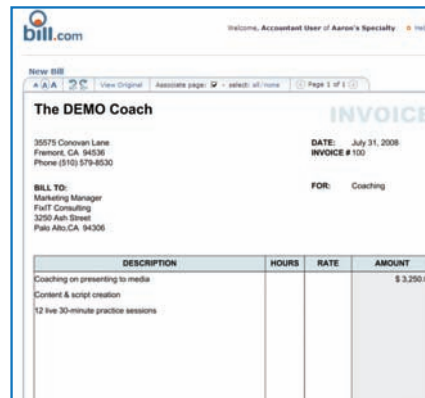 bill.com
Welcome, Accountant User of Aaron's Specialty
New Bill
A A A View Original Associate page: - select: all/none Page 1 of 1
The DEMO Coach
INVOICE
35575 Conovan Lane
Fremont, CA 94536
Phone (510) 579-8530
DATE: July 31, 2008
INVOICE # 100
BILL TO:
Marketing Manager
FixIT Consulting
3250 Ash Street
Palo Alto,CA 94306
FOR: Coaching
DESCRIPTION HOURS RATE AMOUNT
Coaching on presenting to media $ 3,250.
Content & script creation
12 live 30-minute practice sessions